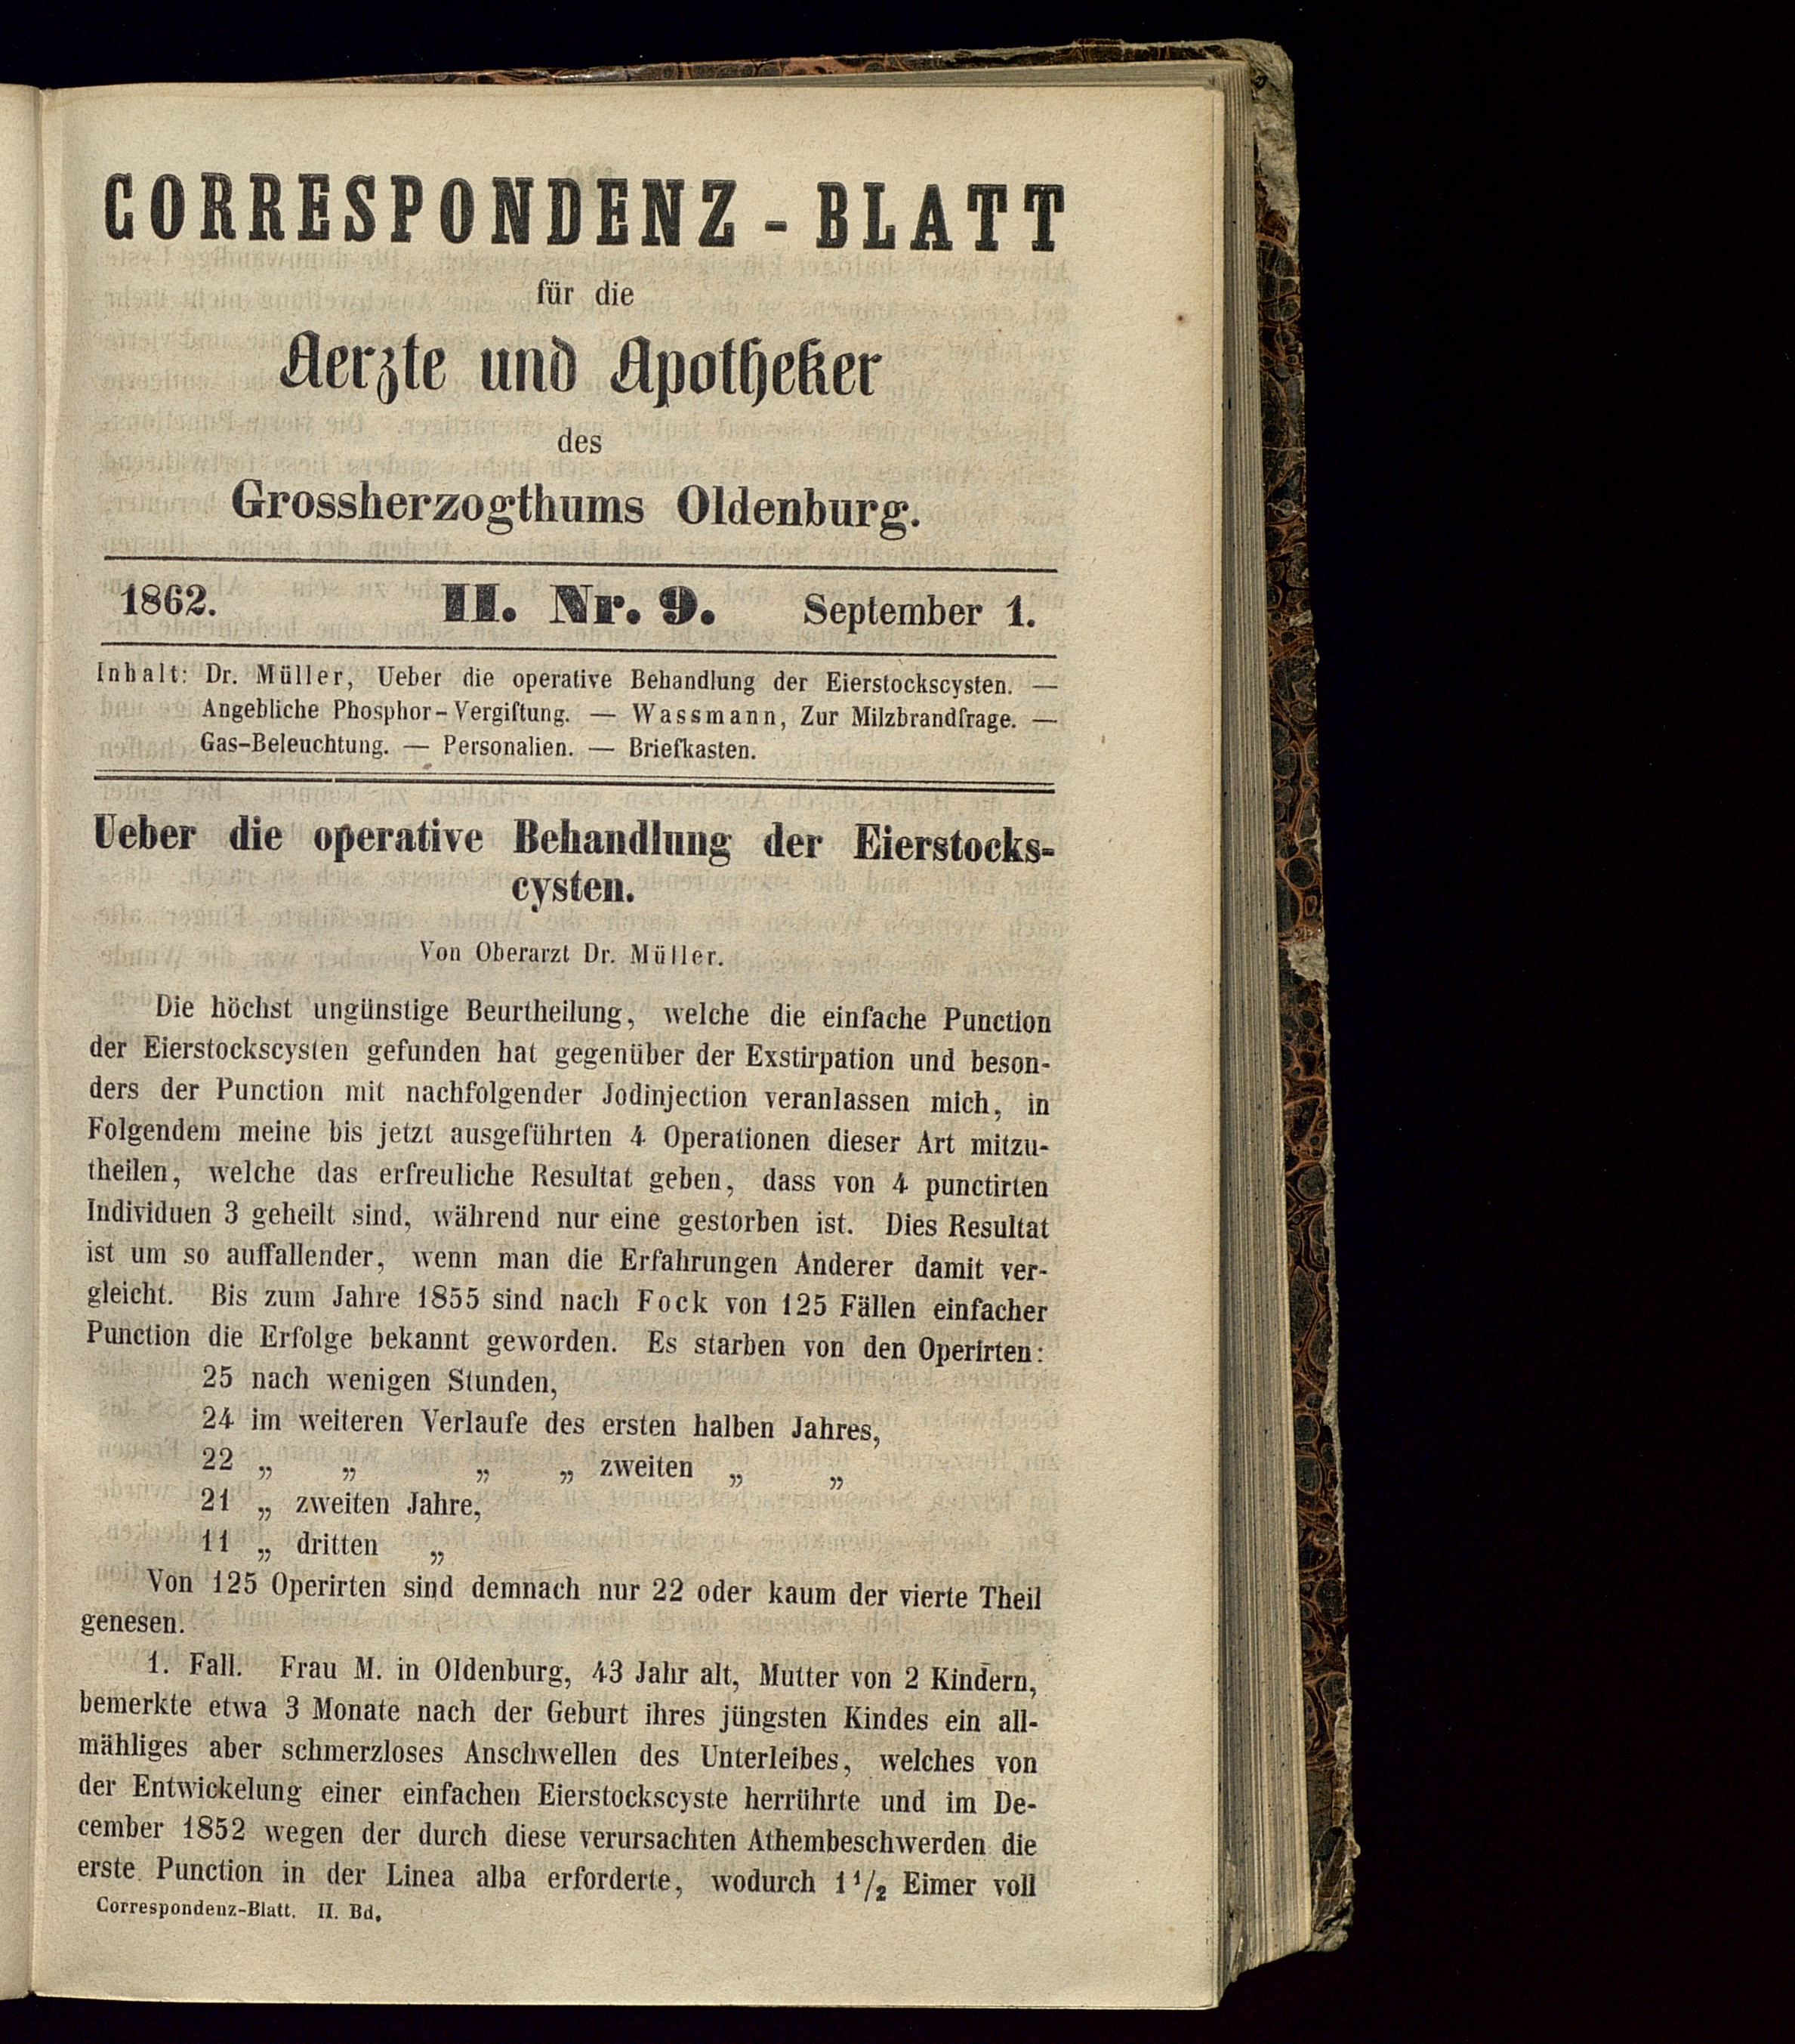 CORRESPONDENZ-BLATT
für die
Aerzte und Apotheker
des
Grossherzogthums Oldenburg.
1862. II. Nr. 9. September 1.
Inhalt: Dr. Müller, Ueber die operative Behandlung der Eierstockscysten. —
Angebliche Phosphor-Vergiftung. — Wassmann, Zur Milzbrandfrage. —
Gas-Beleuchtung. — Personalien. — Briefkasten.
Ueber die operative Behandlung der Eierstocks-
cysten.
Von Oberarzt Dr. Müller.
Die höchst ungünstige Beurtheilung, welche die einfache Punction
der Eierstockscysten gefunden hat gegenüber der Exstirpation und beson-
ders der Punction mit nachfolgender Jodinjection veranlassen mich, in
Folgendem meine bis jetzt ausgeführten 4 Operationen dieser Art mitzu-
theilen, welche das erfreuliche Resultat geben, dass von 4 punctirten
Individuen 3 geheilt sind, während nur eine gestorben ist. Dies Resultat
ist um so auffallender, wenn man die Erfahrungen Anderer damit ver-
gleicht. Bis zum Jahre 1855 sind nach Fock von 125 Fällen einfacher
Punction die Erfolge bekannt geworden. Es starben von den Operirten:
25 nach wenigen Stunden,
24 im weiteren Verlaufe des ersten halben Jahres,
22 „ „ „ „ zweiten „ „
21 „ zweiten Jahre,
11 „ dritten „
Von 125 Operirten sind demnach nur 22 oder kaum der vierte Theil
genesen.
1. Fall. Frau M. in Oldenburg, 43 Jahr alt, Mutter von 2 Kindern,
bemerkte etwa 3 Monate nach der Geburt ihres jüngsten Kindes ein all-
mähliges aber schmerzloses Anschwellen des Unterleibes, welches von
der Entwickelung einer einfachen Eierstockscyste herrührte und im De-
cember 1852 wegen der durch diese verursachten Athembeschwerden die
erste Punction in der Linea alba erforderte, wodurch 1 1/2 Eimer voll
Correspondenz-Blatt. II. Bd.